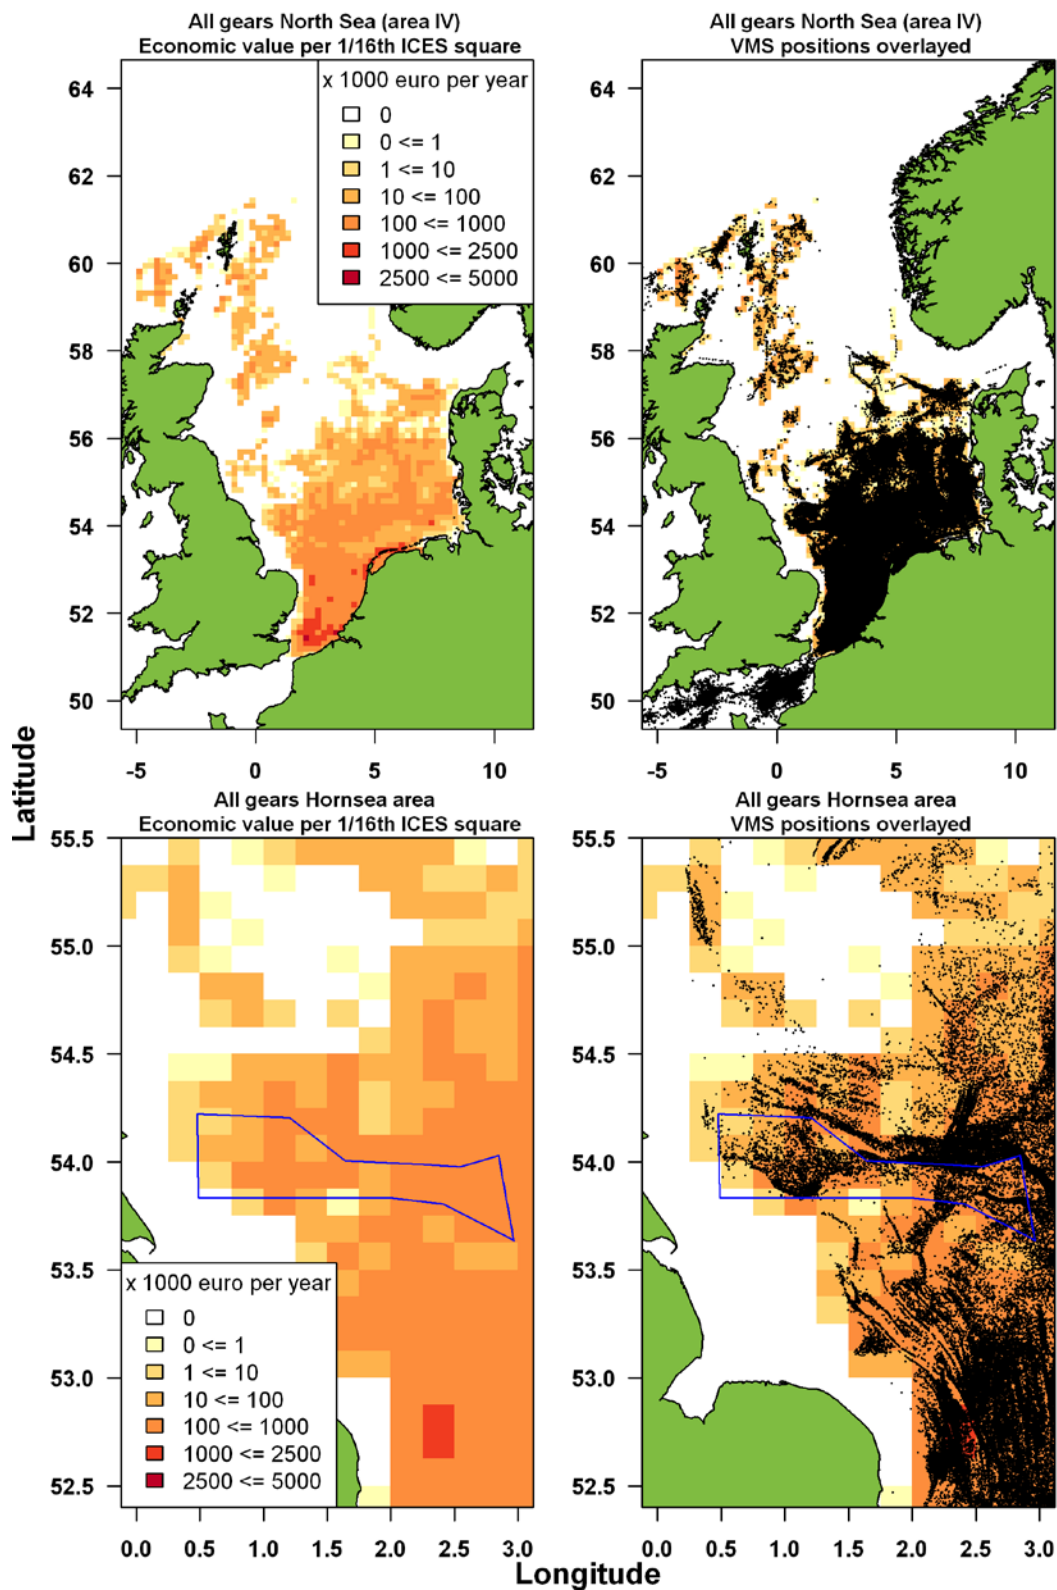 All gears North Sea (area IV)
Economic value per 1/16th ICES square
All gears North Sea (area IV)
VMS positions overlayed
x 1000 euro per year
0
0 <= 1
1 <= 10
10 <= 100
100 <= 1000
1000 <= 2500
2500 <= 5000
64
62
60
58
56
54
52
50
-5 0 5 10
64
62
60
58
56
54
52
50
-5 0 5 10
Latitude
All gears Hornsea area
Economic value per 1/16th ICES square
All gears Hornsea area
VMS positions overlayed
55.5
55.0
54.5
54.0
53.5
53.0
52.5
x 1000 euro per year
0
0 <= 1
1 <= 10
10 <= 100
100 <= 1000
1000 <= 2500
2500 <= 5000
0.0 0.5 1.0 1.5 2.0 2.5 3.0
55.5
55.0
54.5
54.0
53.5
53.0
52.5
0.0 0.5 1.0 1.5 2.0 2.5 3.0
Longitude